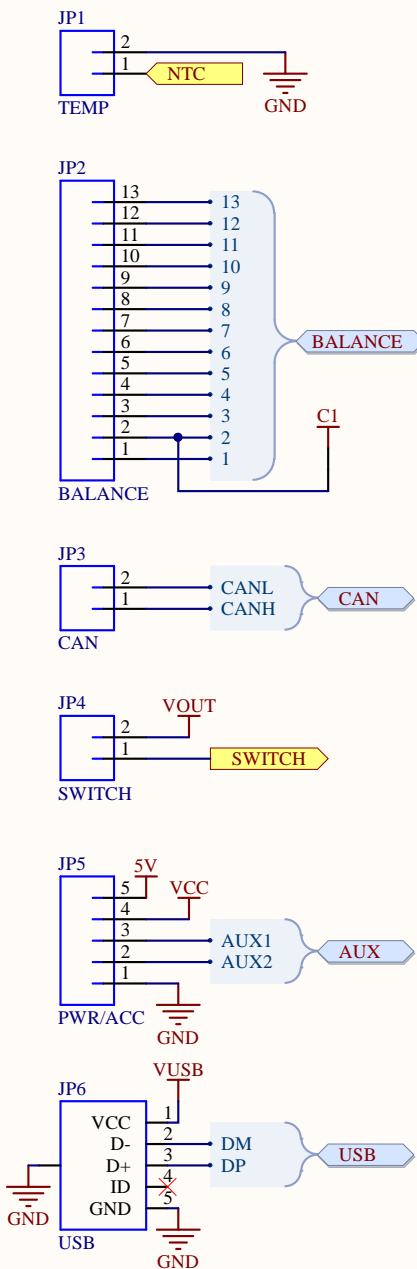 JP1
2
1 NTC
TEMP GND
JP2
13 13
12 12
11 11
10 10
9 9
8 8
7 7 BALANCE
6 6
5 5
4 4
3 3 C1
2 2
1 1
BALANCE
JP3
2 CANL
1 CANH CAN
CAN
JP4
2 VOUT
1 SWITCH
SWITCH
JP5
5 5V
4 VCC
3 AUX1
2 AUX2 AUX
1
PWR/ACC GND
JP6 VUSB
VCC 1
D- 2 DM
D+ 3 DP USB
ID 4
GND 5
GND
USB GND